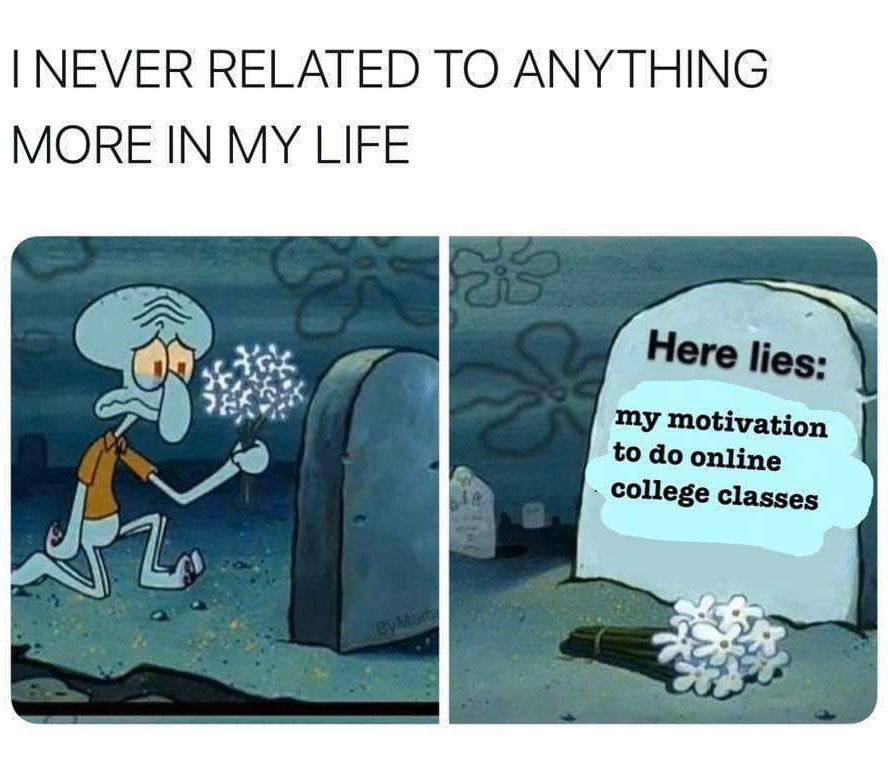 I NEVER RELATED TO ANYTHING
MORE IN MY LIFE
Here lies:
my motivation
to do online
college classes